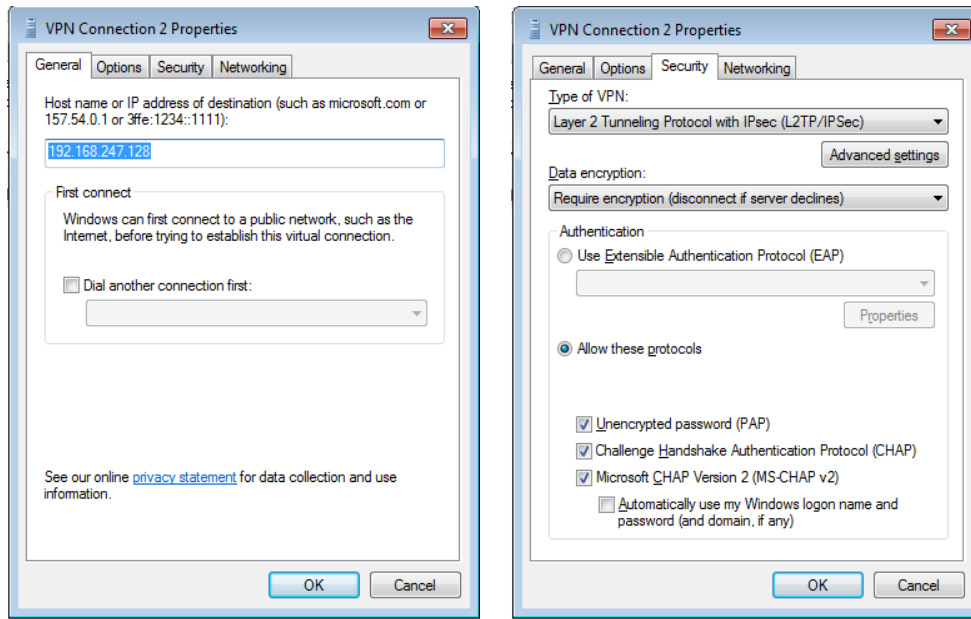 VPN Connection 2 Properties
General Options Security Networking
Host name or IP address of destination (such as microsoft.com or
157.54.0.1 or 3ffe:1234::1111):
192.168.247.128
First connect
Windows can first connect to a public network, such as the
Internet, before trying to establish this virtual connection.
Dial another connection first:
See our online privacy statement for data collection and use
information.
OK Cancel
VPN Connection 2 Properties
General Options Security Networking
Type of VPN:
Layer 2 Tunneling Protocol with IPsec (L2TP/IPSec)
Advanced settings
Data encryption:
Require encryption (disconnect if server declines)
Authentication
Use Extensible Authentication Protocol (EAP)
Properties
Allow these protocols
Unencrypted password (PAP)
Challenge Handshake Authentication Protocol (CHAP)
Microsoft CHAP Version 2 (MS-CHAP v2)
Automatically use my Windows logon name and
password (and domain, if any)
OK Cancel